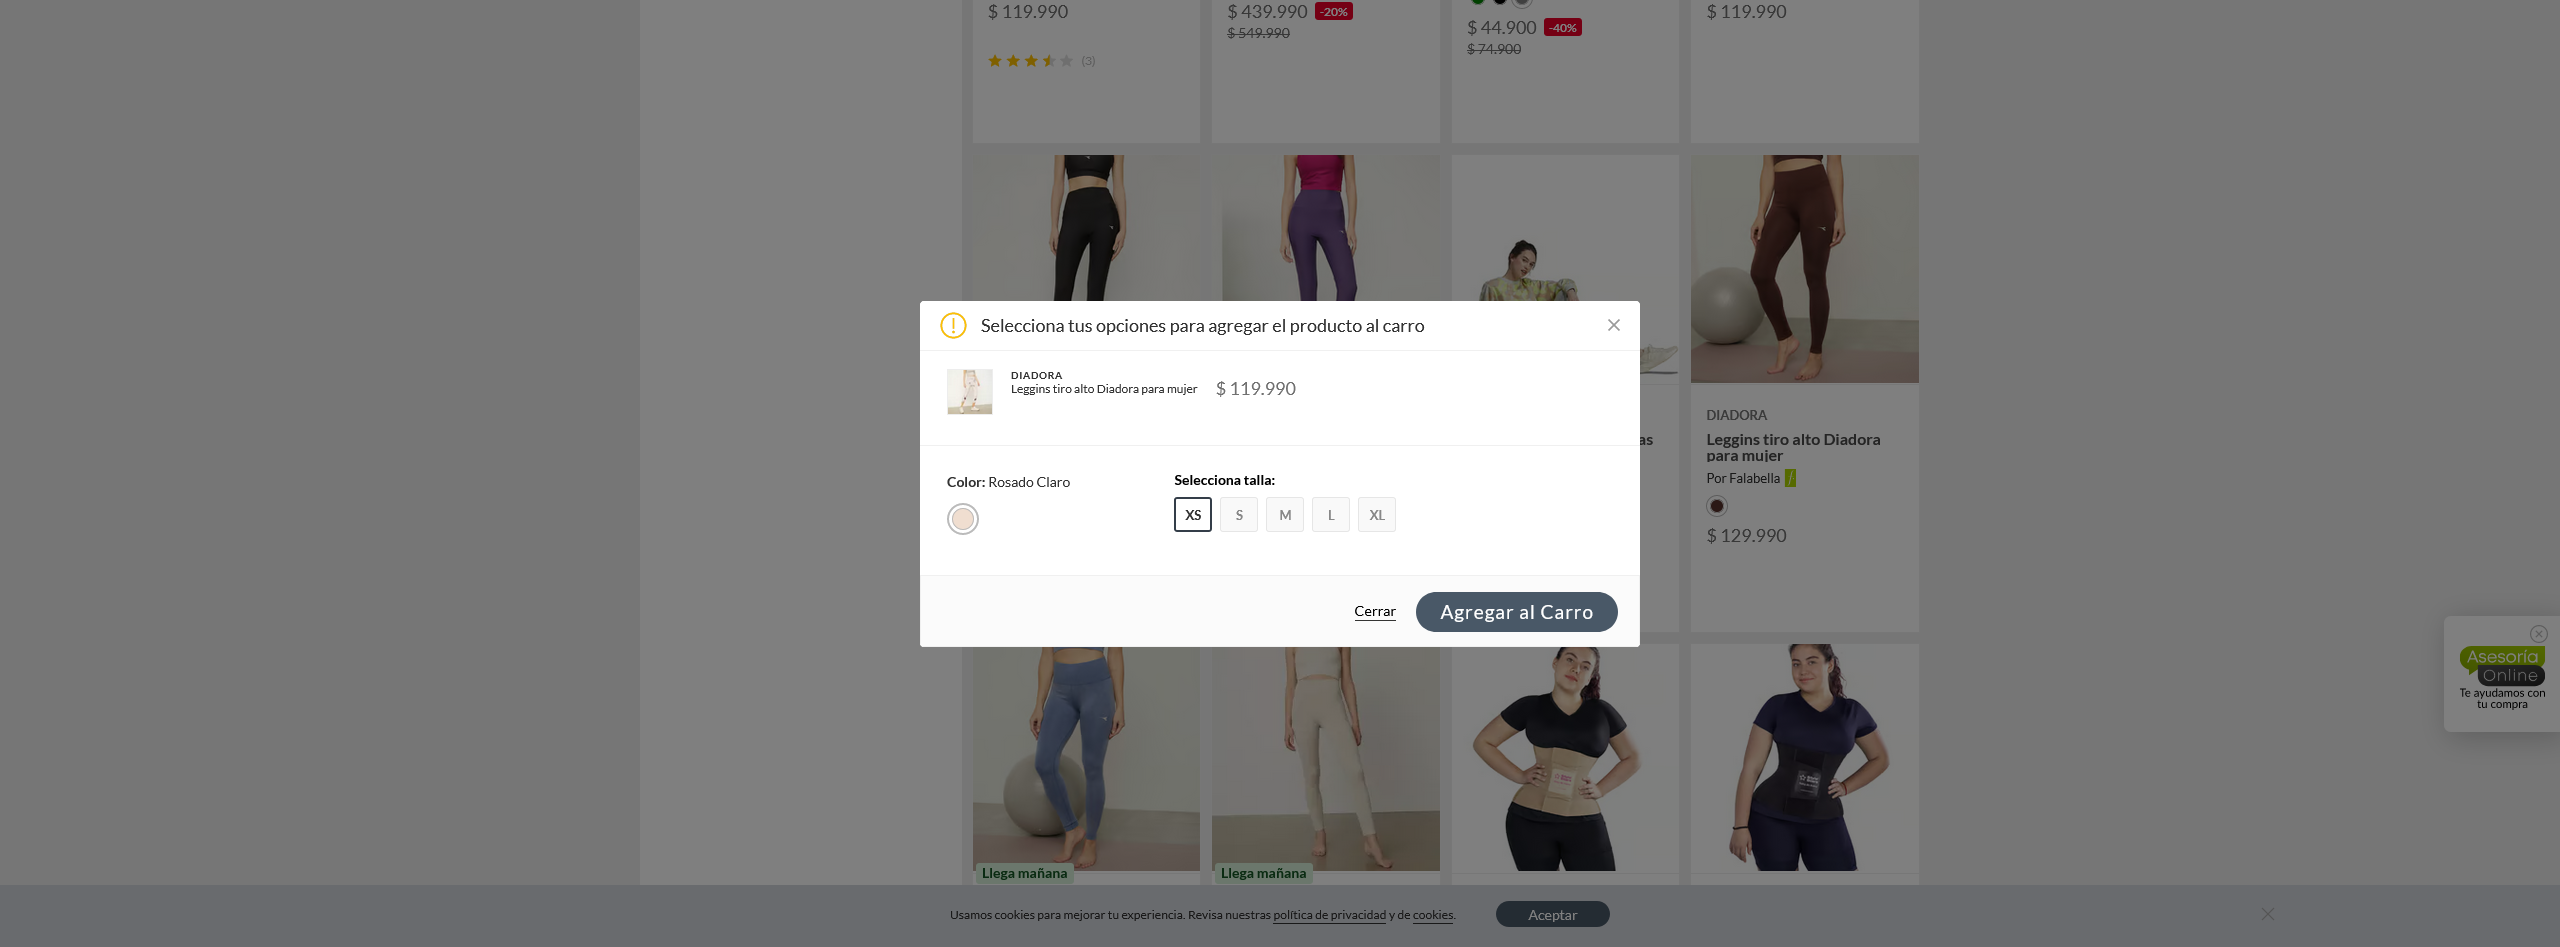 $ 119.990
$ 439.990 -20%
$ 549.990
$ 44.900 -40%
$ 74.900
$ 119.990
(3)
Selecciona tus opciones para agregar el producto al carro
DIADORA
Leggins tiro alto Diadora para mujer
$ 119.990
Color: Rosado Claro
Selecciona talla:
XS S M L XL
Cerrar
Agregar al Carro
as
DIADORA
Leggins tiro alto Diadora
para mujer
Por Falabella
$ 129.990
Asesoría
Online
Te ayudamos con
tu compra
Llega mañana
Llega mañana
Usamos cookies para mejorar tu experiencia. Revisa nuestras política de privacidad y de cookies.
Aceptar